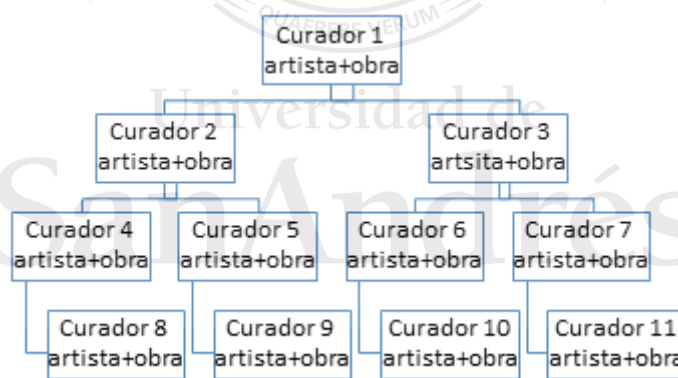 QUAERERE VERUM
Curador 1
artista+obra
Universidad de
SanAndrés
Curador 2
artista+obra
Curador 3
artsita+obra
Curador 4
artista+obra
Curador 5
artista+obra
Curador 6
artista+obra
Curador 7
artista+obra
Curador 8
artista+obra
Curador 9
artista+obra
Curador 10
artista+obra
Curador 11
artista+obra